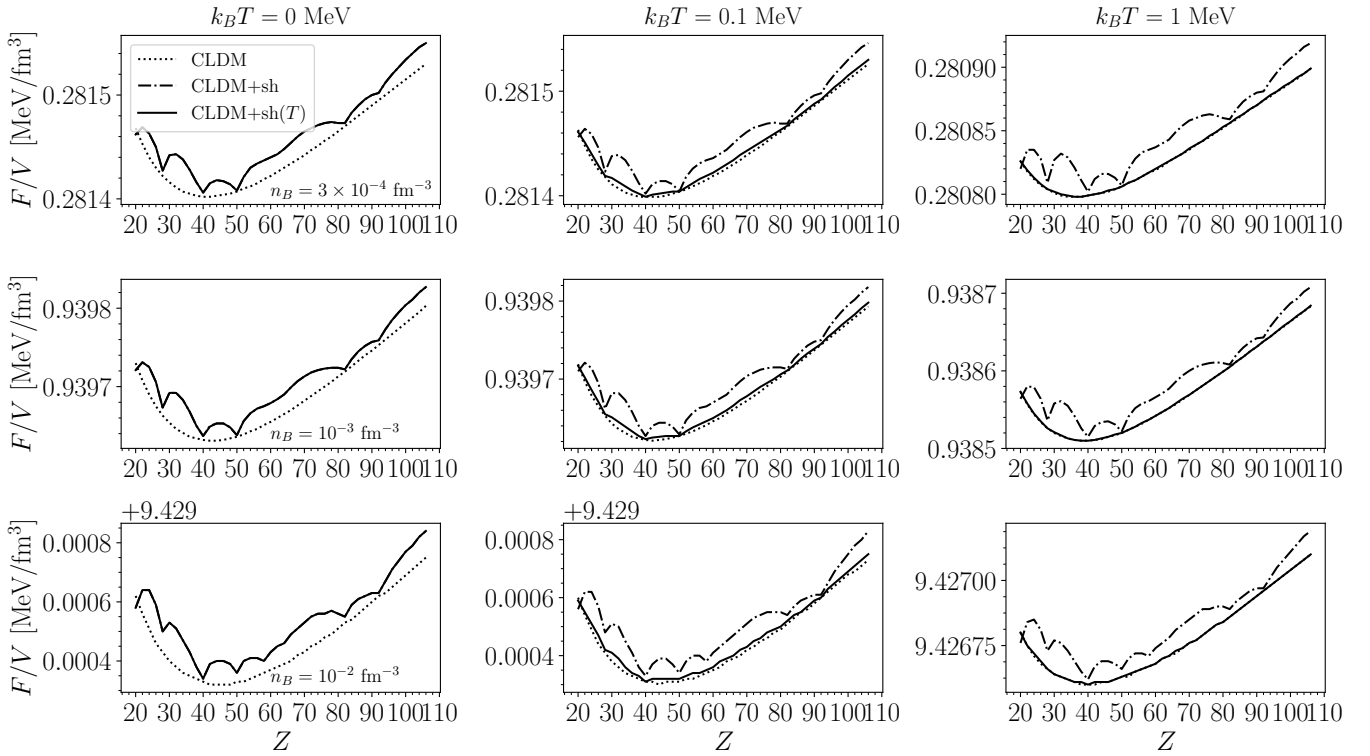 k_BT = 0 MeV
k_BT = 0.1 MeV
k_BT = 1 MeV
F/V [MeV/fm³]
0.2815
0.2814
CLDM
CLDM+sh
CLDM+sh(T)
n_B = 3 × 10⁻⁴ fm⁻³
20 30 40 50 60 70 80 90 100 110
0.2815
0.2814
20 30 40 50 60 70 80 90 100 110
0.28090
0.28085
0.28080
20 30 40 50 60 70 80 90 100 110
F/V [MeV/fm³]
0.9398
0.9397
n_B = 10⁻³ fm⁻³
20 30 40 50 60 70 80 90 100 110
0.9398
0.9397
20 30 40 50 60 70 80 90 100 110
0.9387
0.9386
0.9385
20 30 40 50 60 70 80 90 100 110
F/V [MeV/fm³]
+9.429
0.0008
0.0006
0.0004
n_B = 10⁻² fm⁻³
20 30 40 50 60 70 80 90 100 110
Z
+9.429
0.0008
0.0006
0.0004
20 30 40 50 60 70 80 90 100 110
Z
9.42700
9.42675
20 30 40 50 60 70 80 90 100 110
Z